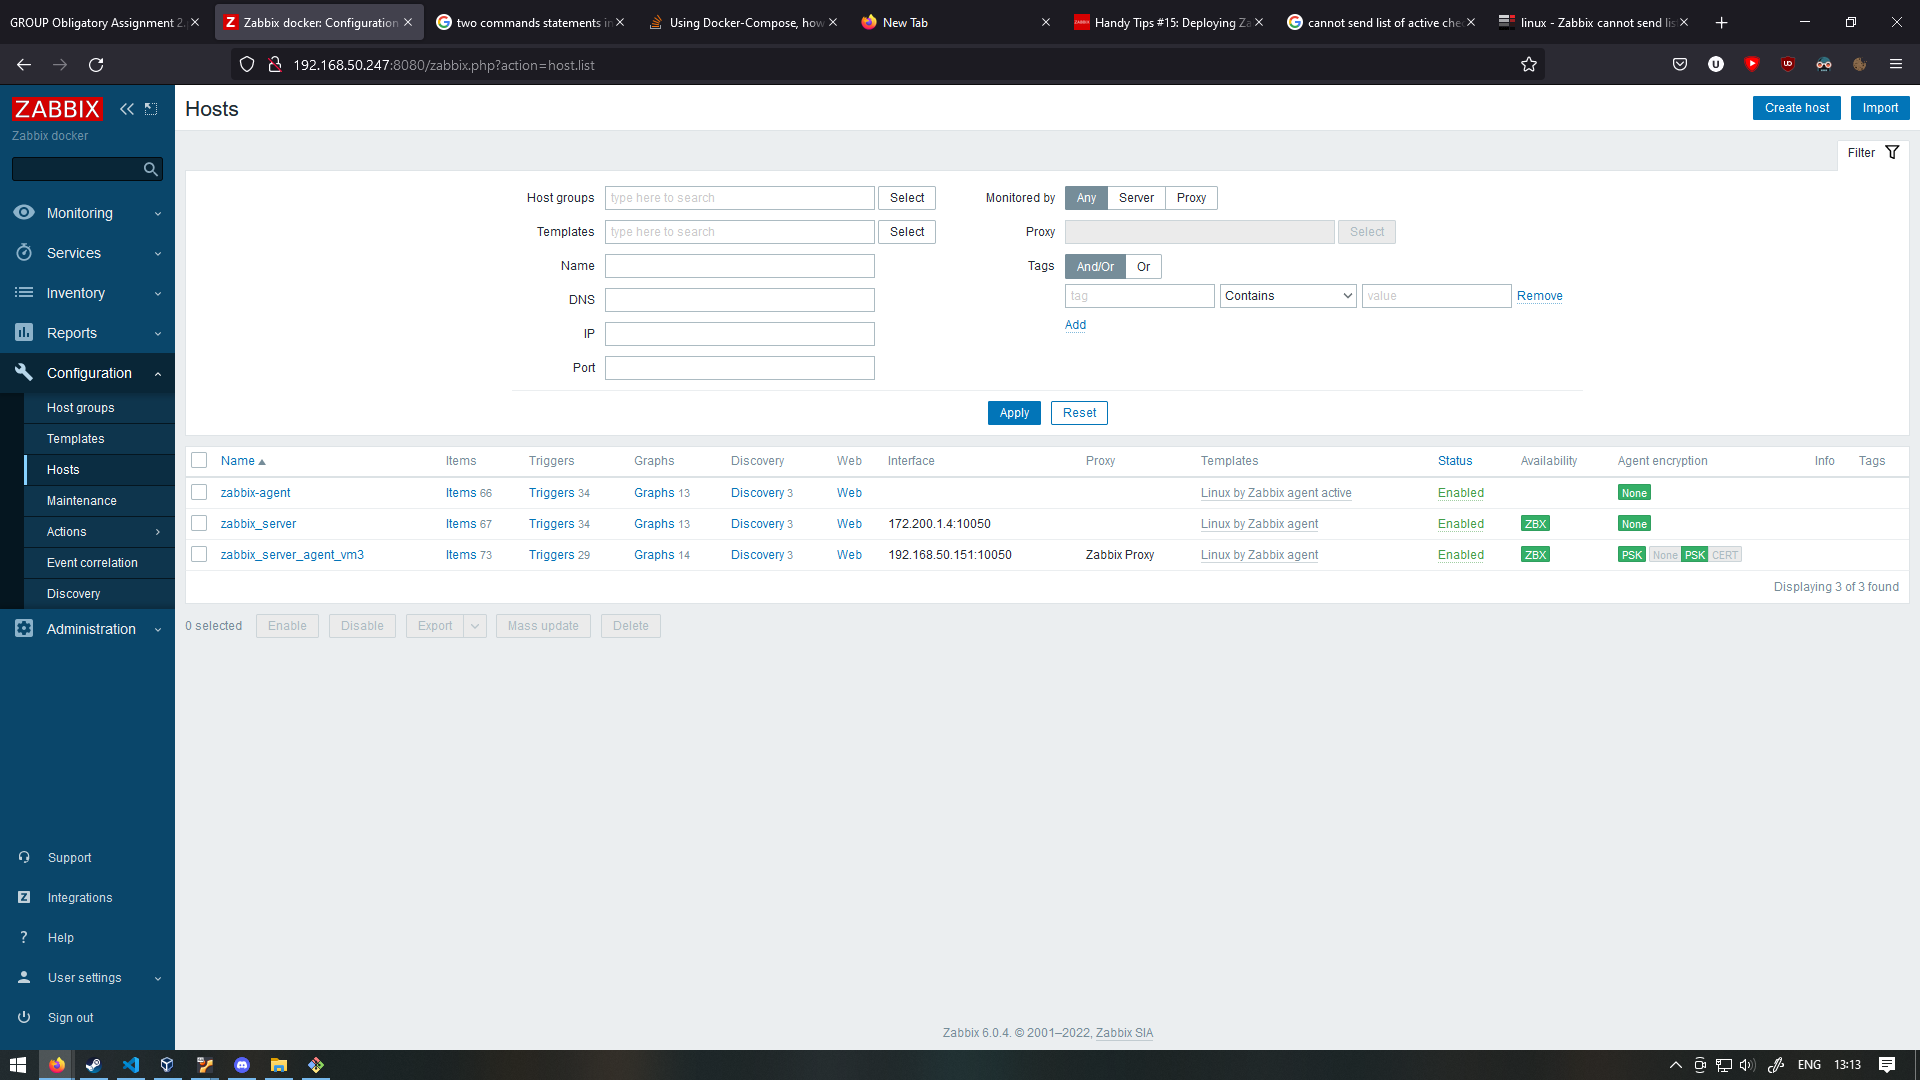 GROUP Obligatory Assignment 2.
Zabbix docker: Configuration
two commands statements in
Using Docker-Compose, how
New Tab
Handy Tips #15: Deploying Za
cannot send list of active che
linux - Zabbix cannot send lis
192.168.50.247:8080/zabbix.php?action=host.list
ZABBIX
Zabbix docker
Monitoring
Services
Inventory
Reports
Configuration
Host groups
Templates
Hosts
Maintenance
Actions
Event correlation
Discovery
Administration
Support
Integrations
Help
User settings
Sign out
Hosts
Create host Import
Filter
Host groups type here to search Select
Templates type here to search Select
Name
DNS
IP
Port
Monitored by Any Server Proxy
Proxy Select
Tags And/Or Or
tag Contains value Remove
Add
Apply Reset
Name Items Triggers Graphs Discovery Web Interface Proxy Templates Status Availability Agent encryption Info Tags
zabbix-agent Items 66 Triggers 34 Graphs 13 Discovery 3 Web Linux by Zabbix agent active Enabled None
zabbix_server Items 67 Triggers 34 Graphs 13 Discovery 3 Web 172.200.1.4:10050 Linux by Zabbix agent Enabled ZBX None
zabbix_server_agent_vm3 Items 73 Triggers 29 Graphs 14 Discovery 3 Web 192.168.50.151:10050 Zabbix Proxy Linux by Zabbix agent Enabled ZBX PSK None PSK CERT
Displaying 3 of 3 found
0 selected Enable Disable Export Mass update Delete
Zabbix 6.0.4. © 2001–2022, Zabbix SIA
ENG 13:13